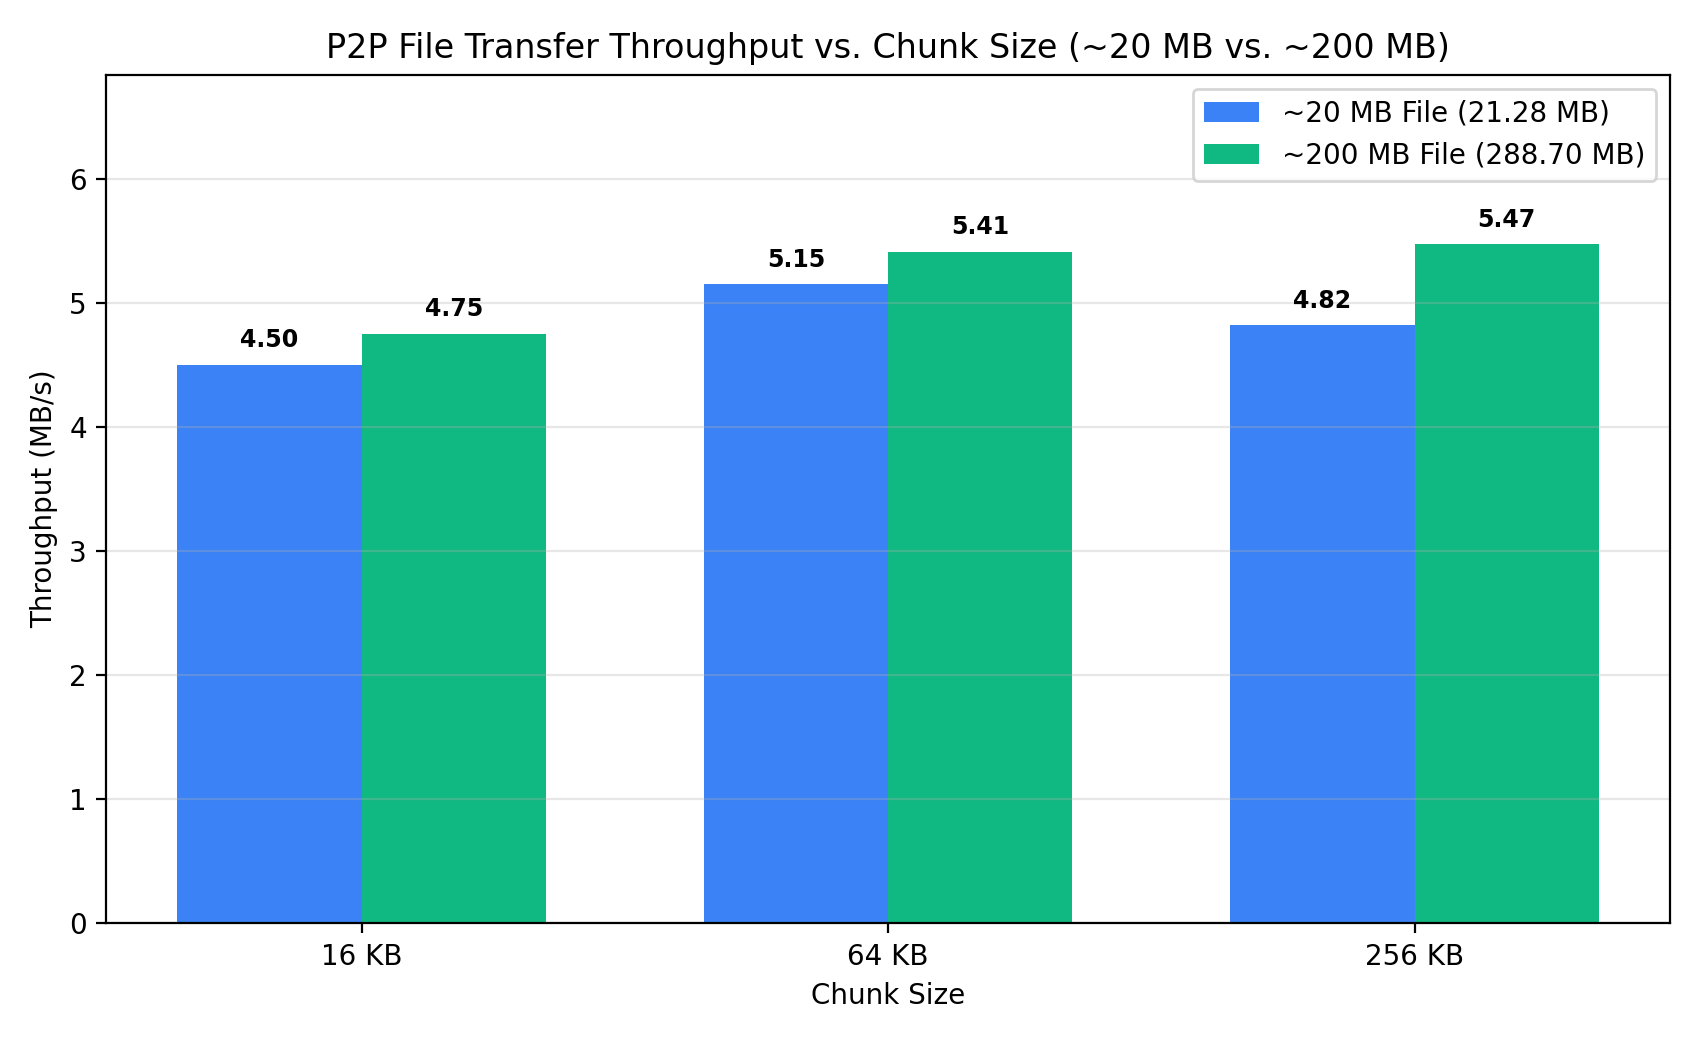 P2P File Transfer Throughput vs. Chunk Size (~20 MB vs. ~200 MB)
~20 MB File (21.28 MB)
~200 MB File (288.70 MB)
Throughput (MB/s)
6
5
4
3
2
1
0
4.50
4.75
5.15
5.41
4.82
5.47
16 KB
64 KB
256 KB
Chunk Size